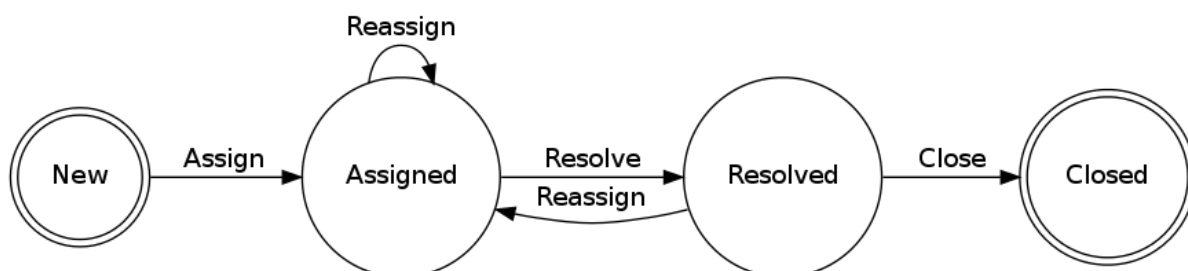 Reassign
New
Assign
Assigned
Resolve
Reassign
Resolved
Close
Closed